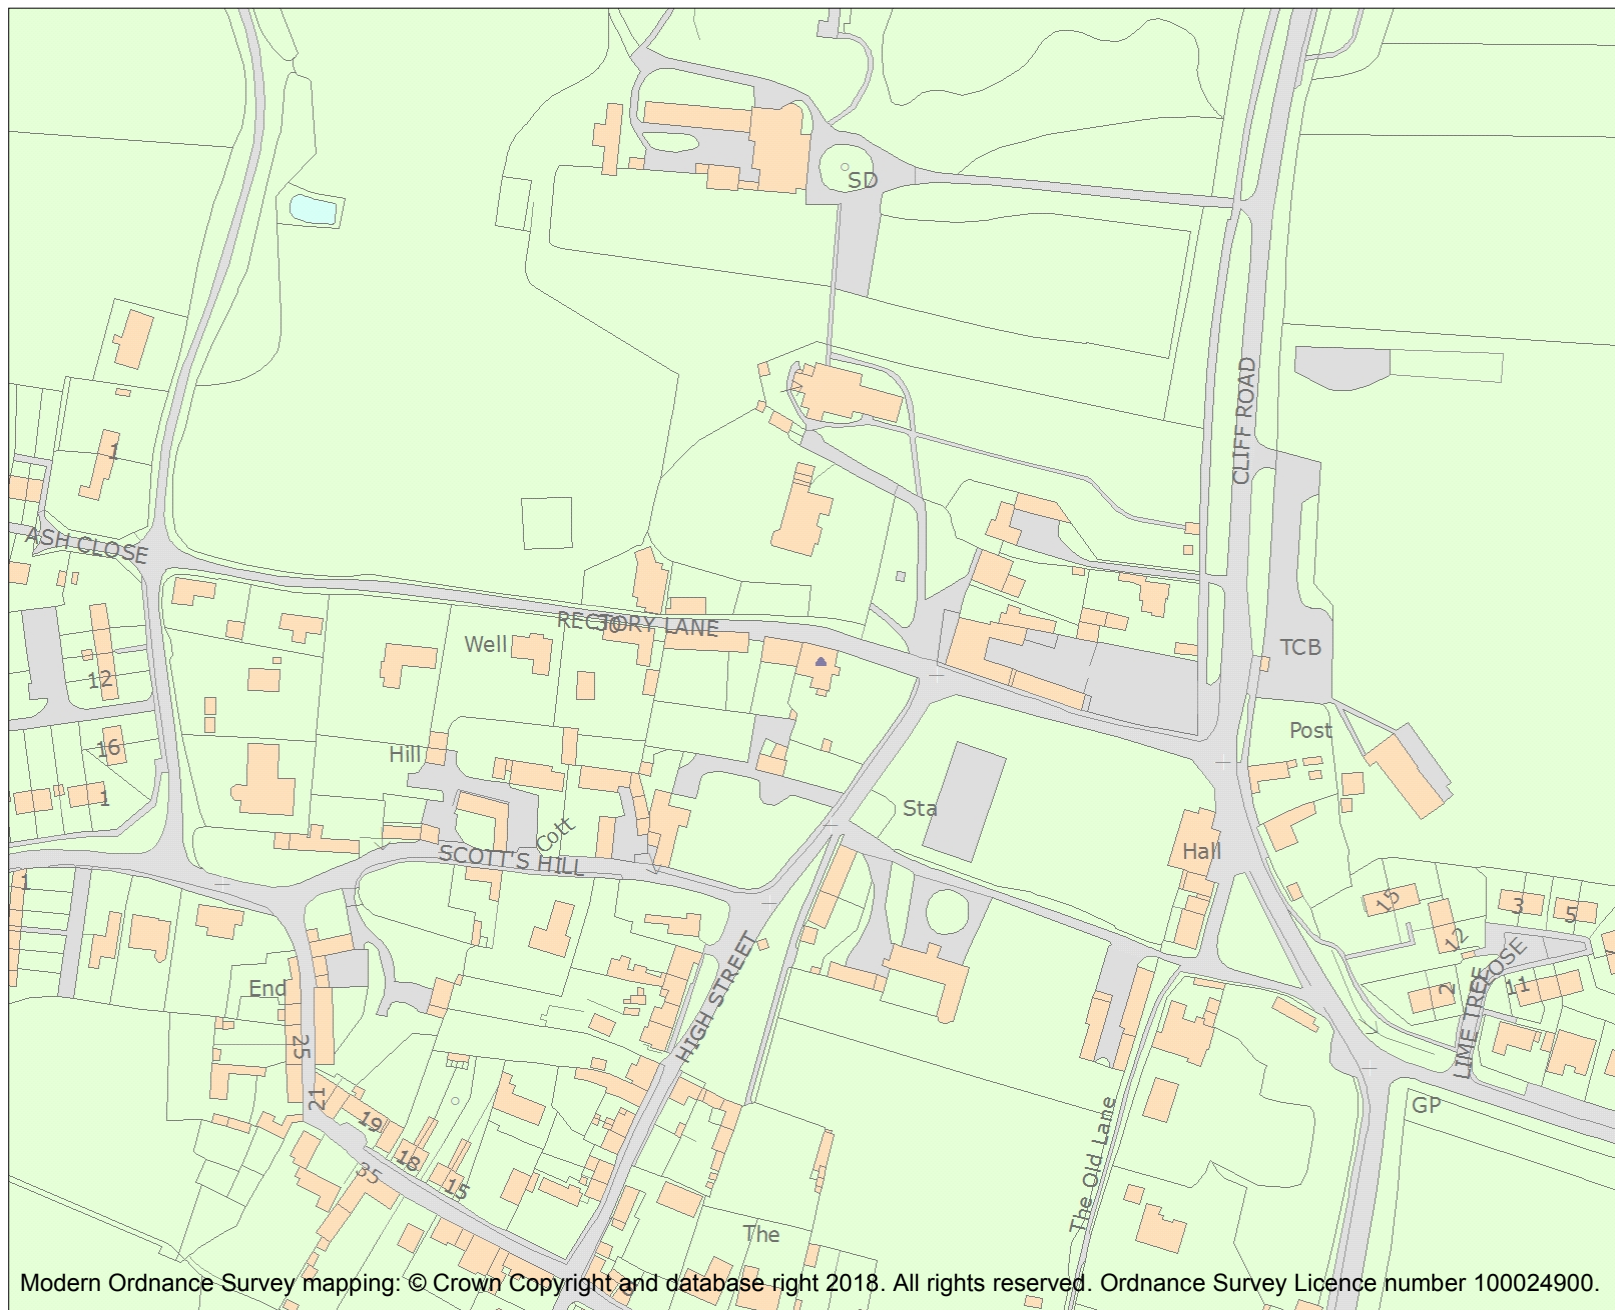 SD
CLIFF ROAD
1
ASH CLOSE
RECTORY LANE
Well
TCB
12
Post
16
Hill
1
Sta
Cott
Hall
SCOTT'S HILL
1
15
3
5
12
HIGH STREET
LIME TREE
CLOSE
End
2
11
25
21
GP
19
18
35
15
The Old Lane
The
Modern Ordnance Survey mapping: © Crown Copyright and database right 2018. All rights reserved. Ordnance Survey Licence number 100024900.